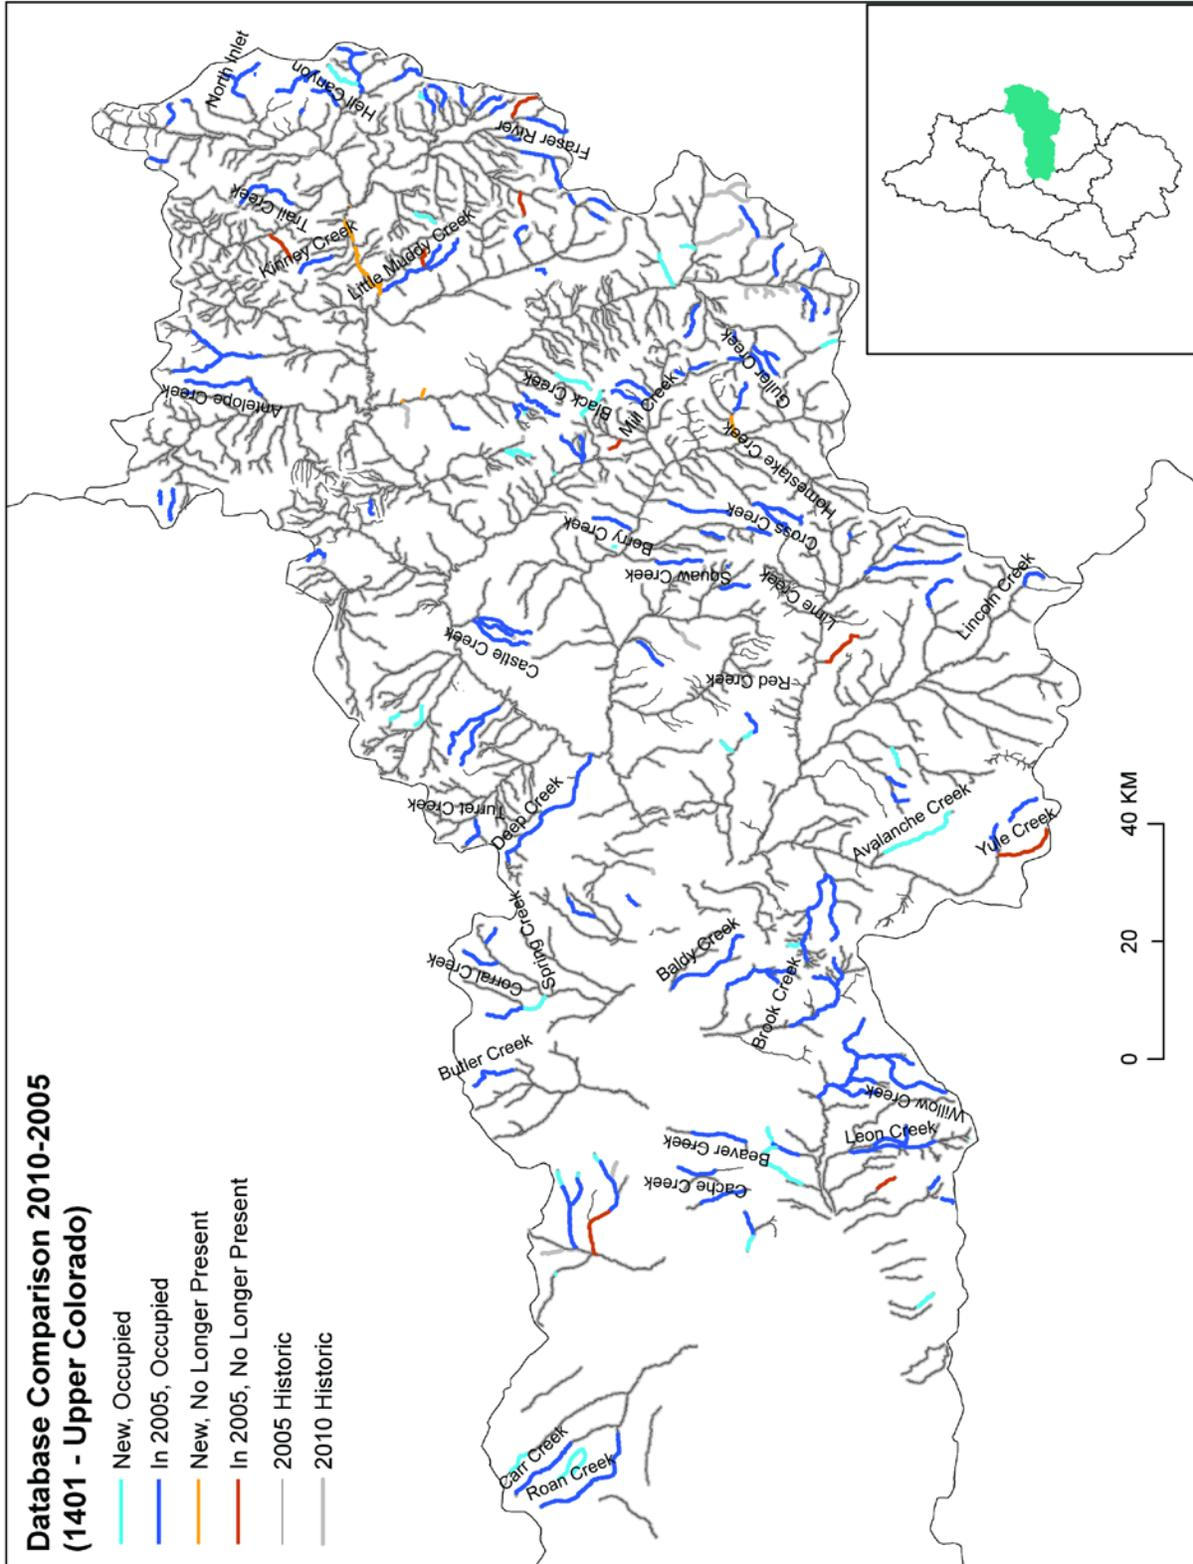 Database Comparison 2010-2005
(1401 - Upper Colorado)
New, Occupied
In 2005, Occupied
New, No Longer Present
In 2005, No Longer Present
2005 Historic
2010 Historic
North Inlet
Hell Canyon
Fraser River
Trail Creek
Kinney Creek
Little Muddy Creek
Antelope Creek
Black Creek
Mill Creek
Guller Creek
Homestake Creek
Cross Creek
Berry Creek
Squaw Creek
Lime Creek
Lincoln Creek
Castle Creek
Red Creek
Turret Creek
Deep Creek
Avalanche Creek
Yule Creek
Spring Creek
Corral Creek
Baldy Creek
Brook Creek
Butler Creek
Willow Creek
Leon Creek
Beaver Creek
Cache Creek
Carr Creek
Roan Creek
0 20 40 KM